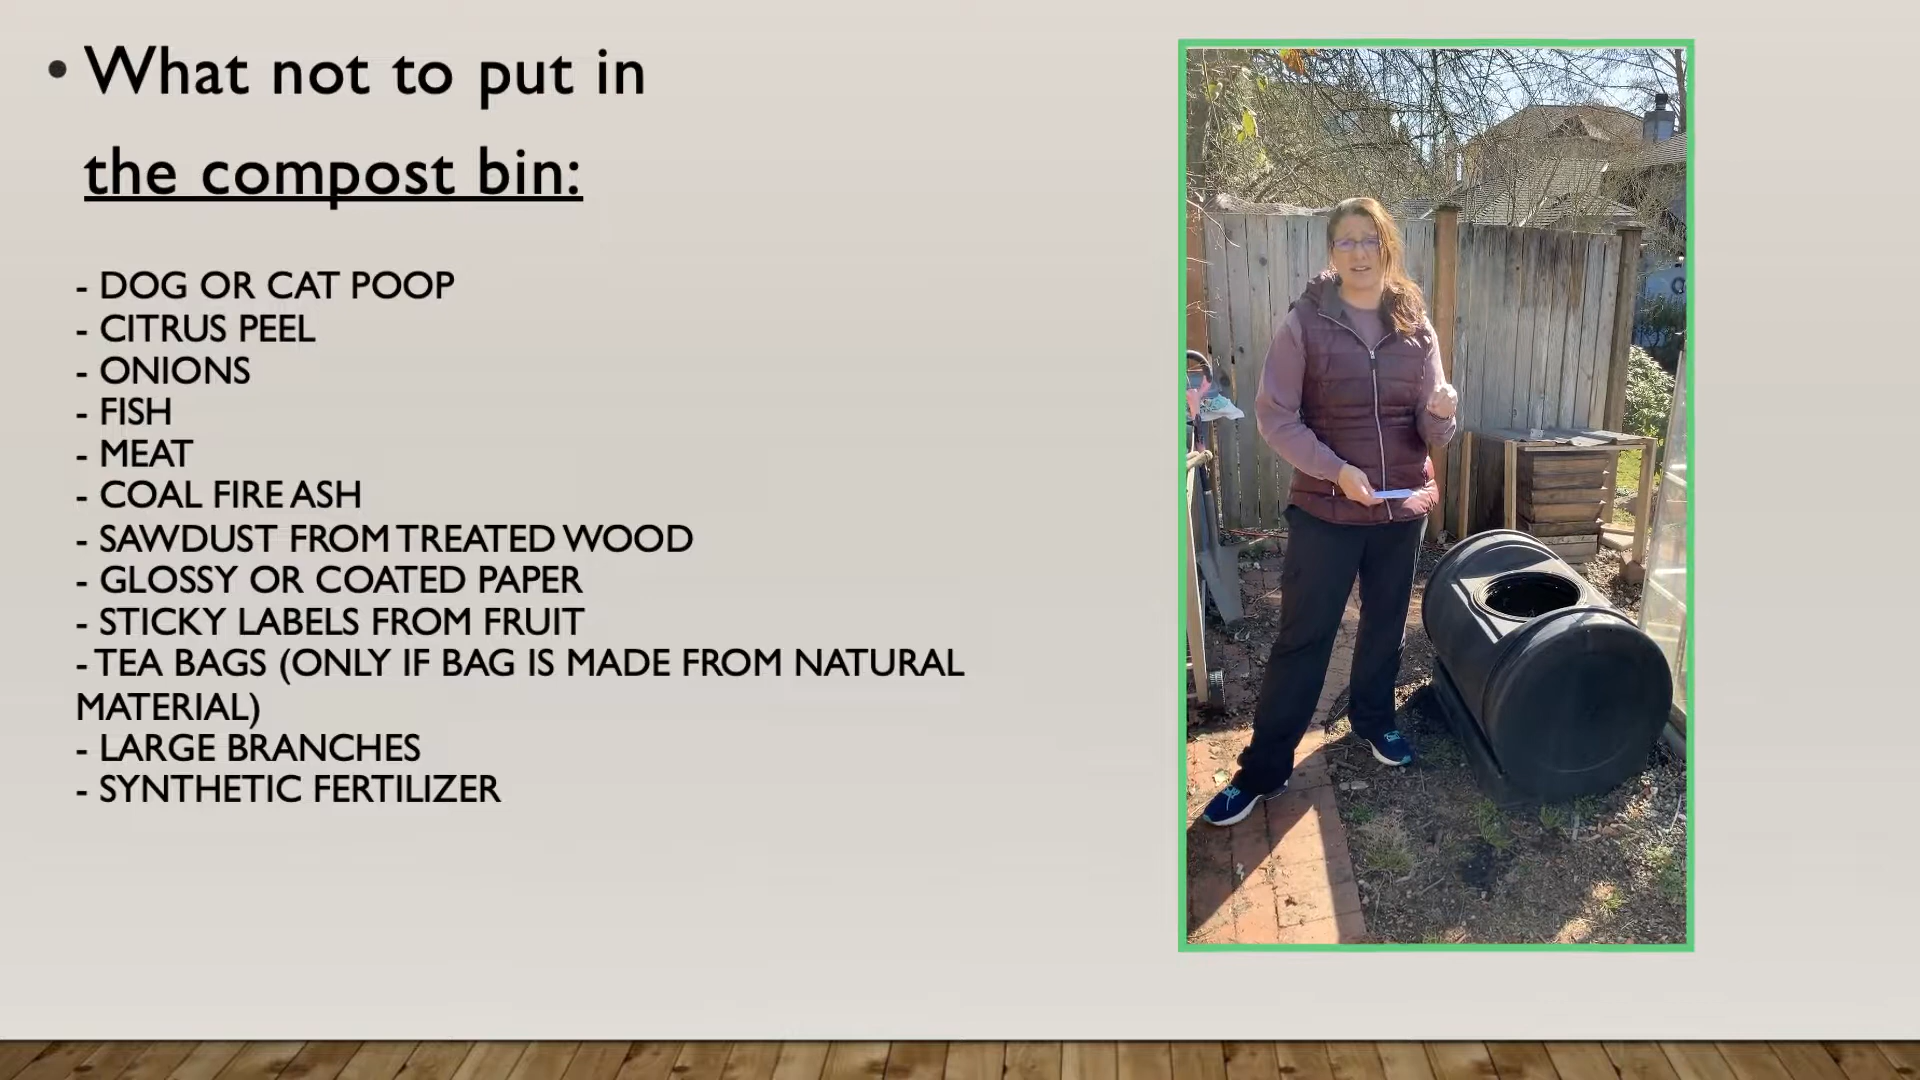 • What not to put in
the compost bin:
- DOG OR CAT POOP
- CITRUS PEEL
- ONIONS
- FISH
- MEAT
- COAL FIRE ASH
- SAWDUST FROM TREATED WOOD
- GLOSSY OR COATED PAPER
- STICKY LABELS FROM FRUIT
- TEA BAGS (ONLY IF BAG IS MADE FROM NATURAL
MATERIAL)
- LARGE BRANCHES
- SYNTHETIC FERTILIZER